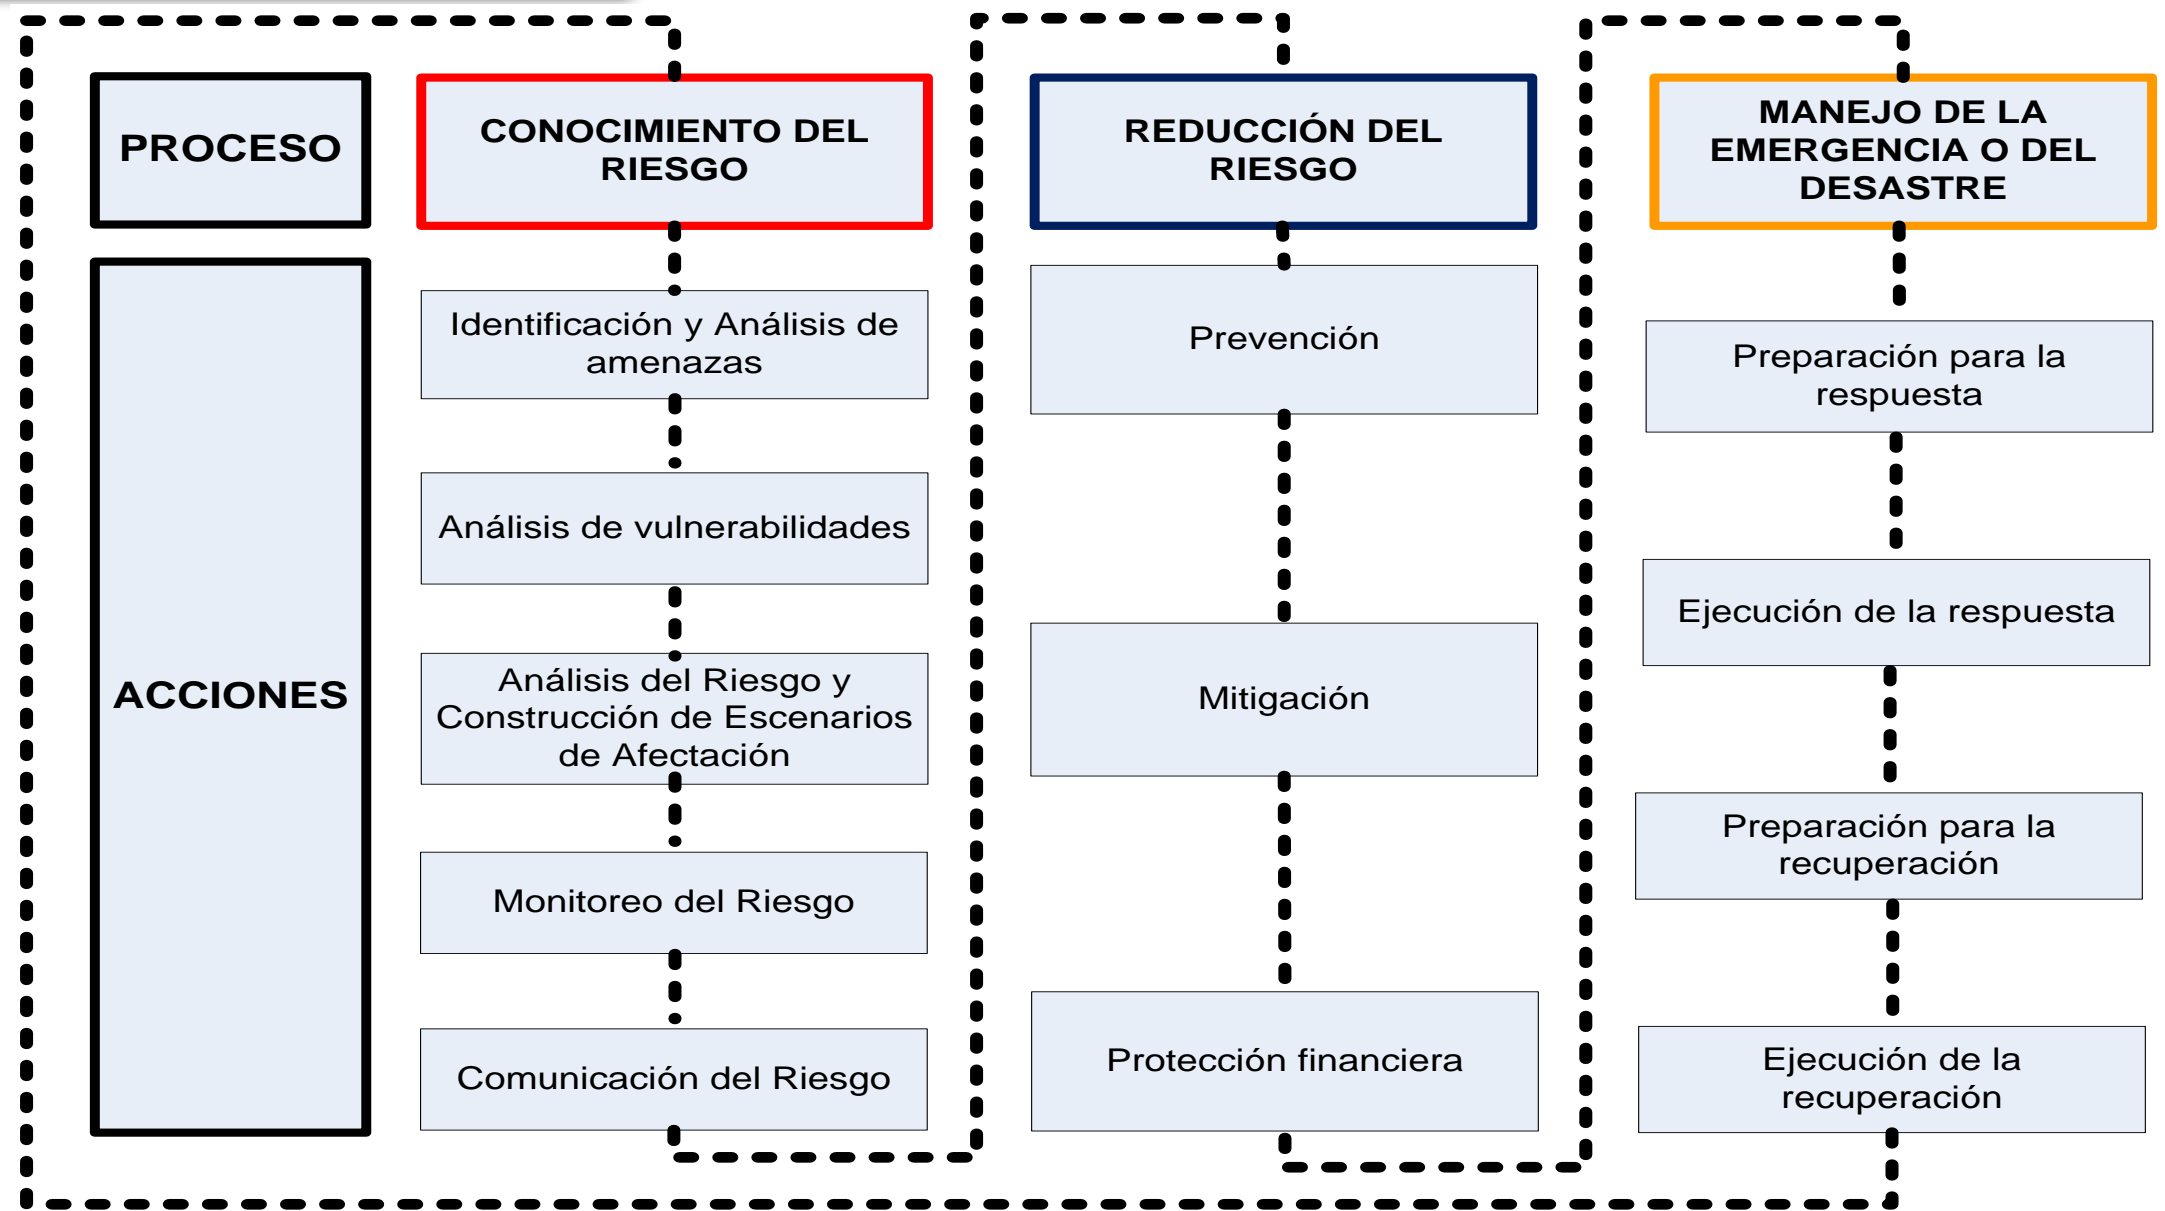 PROCESO
CONOCIMIENTO DEL
RIESGO
REDUCCIÓN DEL
RIESGO
MANEJO DE LA
EMERGENCIA O DEL
DESASTRE
ACCIONES
Identificación y Análisis de
amenazas
Análisis de vulnerabilidades
Análisis del Riesgo y
Construcción de Escenarios
de Afectación
Monitoreo del Riesgo
Comunicación del Riesgo
Prevención
Mitigación
Protección financiera
Preparación para la
respuesta
Ejecución de la respuesta
Preparación para la
recuperación
Ejecución de la
recuperación